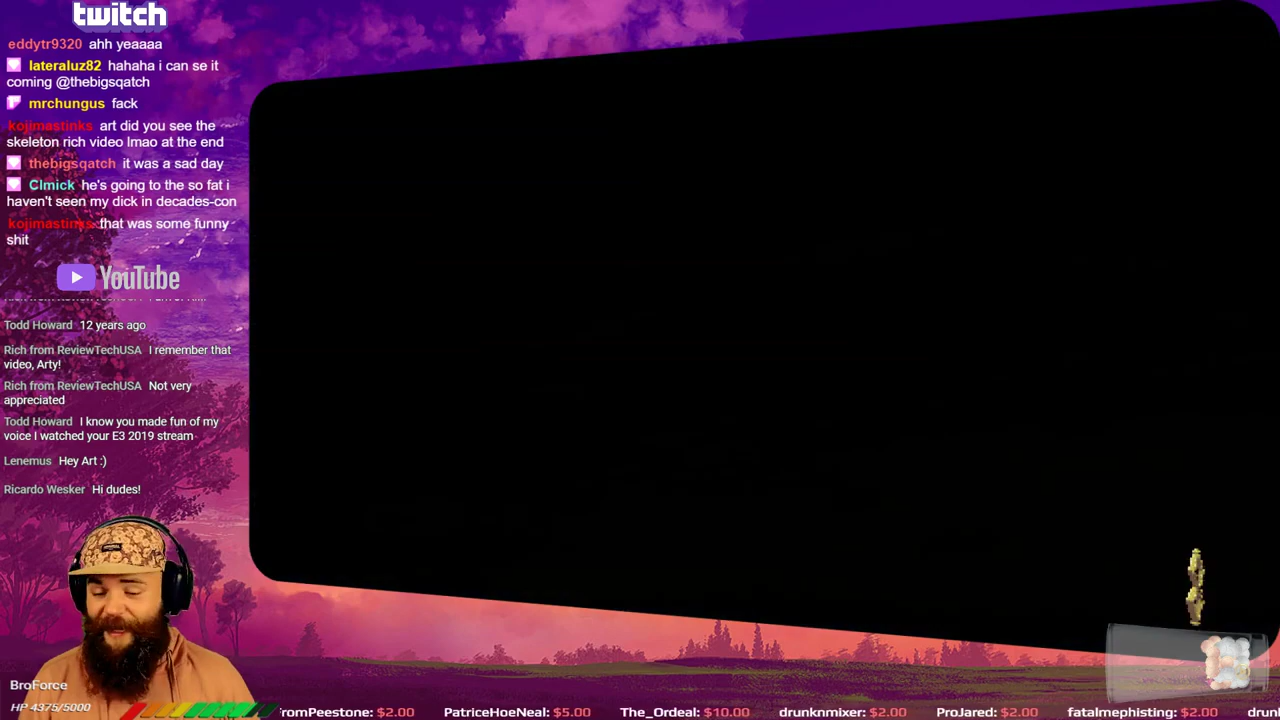 twitch
eddytr9320 ahh yeaaaa
lateraluz82 hahaha i can se it
coming @thebigsqatch
mrchungus fack
kojimastinks art did you see the
skeleton rich video lmao at the end
thebigsqatch it was a sad day
Clmick he's going to the so fat i
haven't seen my dick in decades-con
kojimastinks that was some funny
shit
YouTube
Todd Howard 12 years ago
Rich from ReviewTechUSA I remember that
video, Arty!
Rich from ReviewTechUSA Not very
appreciated
Todd Howard I know you made fun of my
voice I watched your E3 2019 stream
Lenemus Hey Art :)
Ricardo Wesker Hi dudes!
BroForce
HP 4375/5000
romPeestone: $2.00 PatriceHoeNeal: $5.00 The_Ordeal: $10.00 drunknmixer: $2.00 ProJared: $2.00 fatalmephisting: $2.00 drun